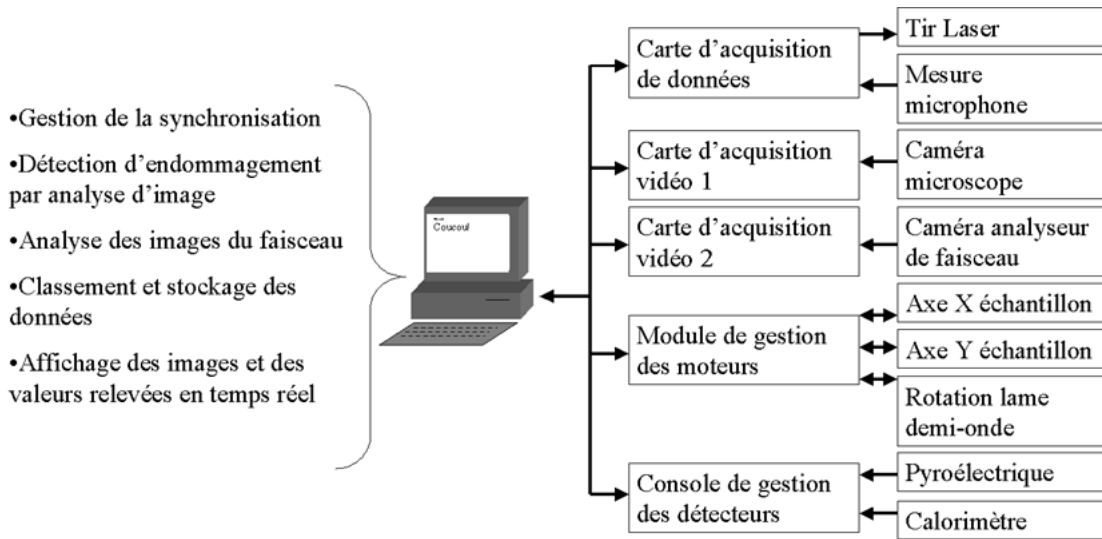 •Gestion de la synchronisation
•Détection d'endommagement
par analyse d'image
•Analyse des images du faisceau
•Classement et stockage des
données
•Affichage des images et des
valeurs relevées en temps réel
Coucou!
Carte d'acquisition
de données
Carte d'acquisition
vidéo 1
Carte d'acquisition
vidéo 2
Module de gestion
des moteurs
Console de gestion
des détecteurs
Tir Laser
Mesure
microphone
Caméra
microscope
Caméra analyseur
de faisceau
Axe X échantillon
Axe Y échantillon
Rotation lame
demi-onde
Pyroélectrique
Calorimètre